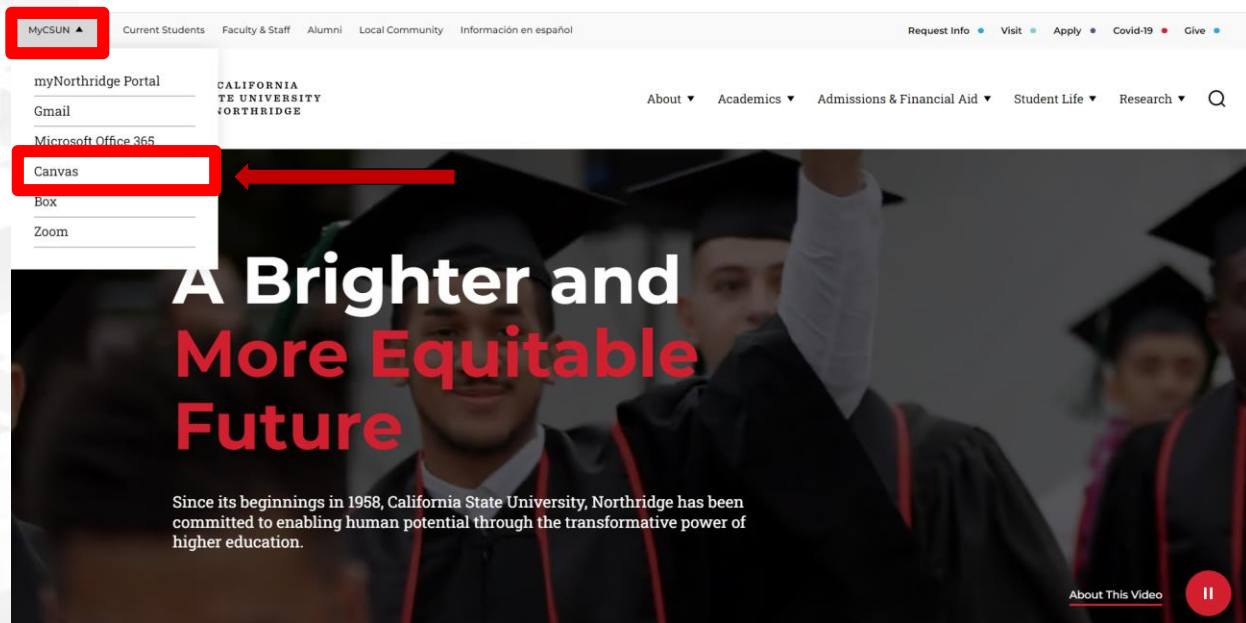 MyCSUN ▲ Current Students Faculty & Staff Alumni Local Community Información en español Request Info Visit Apply Covid-19 Give
myNorthridge Portal
Gmail
Microsoft Office 365
Canvas
Box
Zoom
CALIFORNIA
TE UNIVERSITY
NORTHRIDGE
About ▼ Academics ▼ Admissions & Financial Aid ▼ Student Life ▼ Research ▼
A Brighter and
More Equitable
Future
Since its beginnings in 1958, California State University, Northridge has been
committed to enabling human potential through the transformative power of
higher education.
About This Video